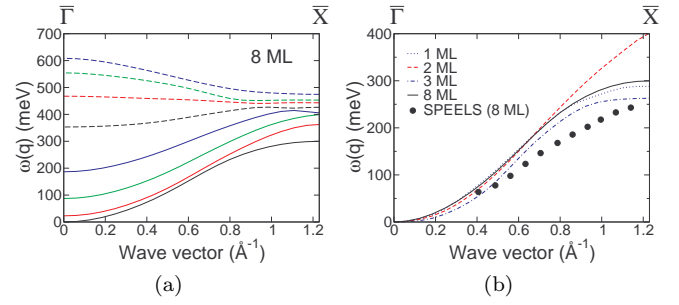 Γ̅ X̅ Γ̅ X̅
700
600
500
400
300
200
100
0
ω(q) (meV)
8 ML
0 0.2 0.4 0.6 0.8 1 1.2
Wave vector (Å⁻¹)
(a)
400
300
200
100
0
ω(q) (meV)
1 ML
2 ML
3 ML
8 ML
SPEELS (8 ML)
0 0.2 0.4 0.6 0.8 1 1.2
Wave vector (Å⁻¹)
(b)